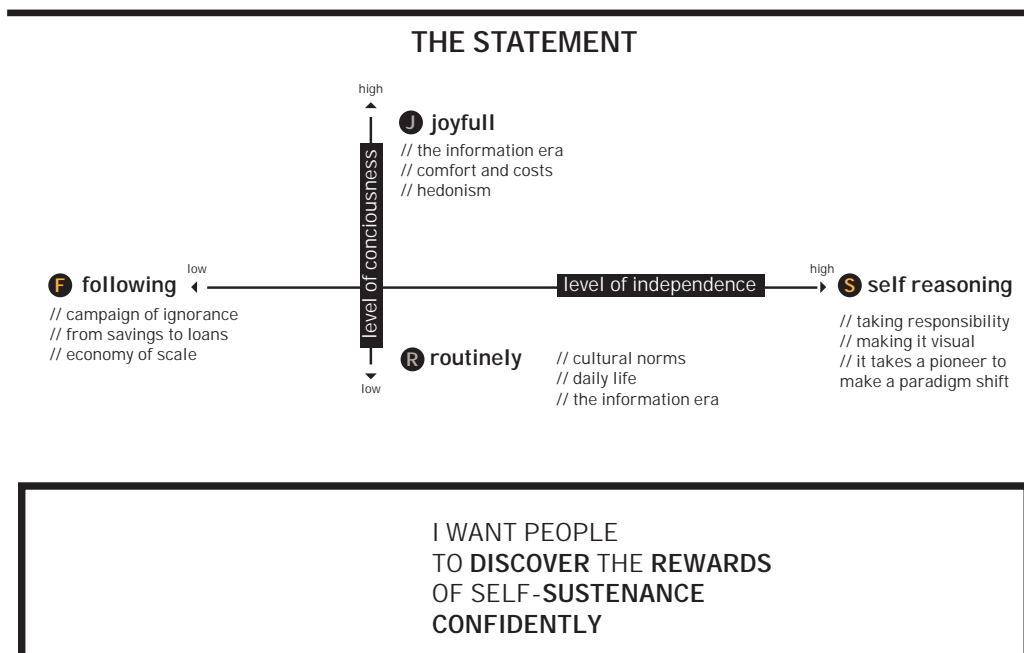 THE STATEMENT
high
J joyfull
// the information era
// comfort and costs
// hedonism
level of conciousness
low
F following
// campaign of ignorance
// from savings to loans
// economy of scale
level of independence
high
S self reasoning
// taking responsibility
// making it visual
// it takes a pioneer to
make a paradigm shift
R routinely
// cultural norms
// daily life
// the information era
low
I WANT PEOPLE
TO DISCOVER THE REWARDS
OF SELF-SUSTENANCE
CONFIDENTLY